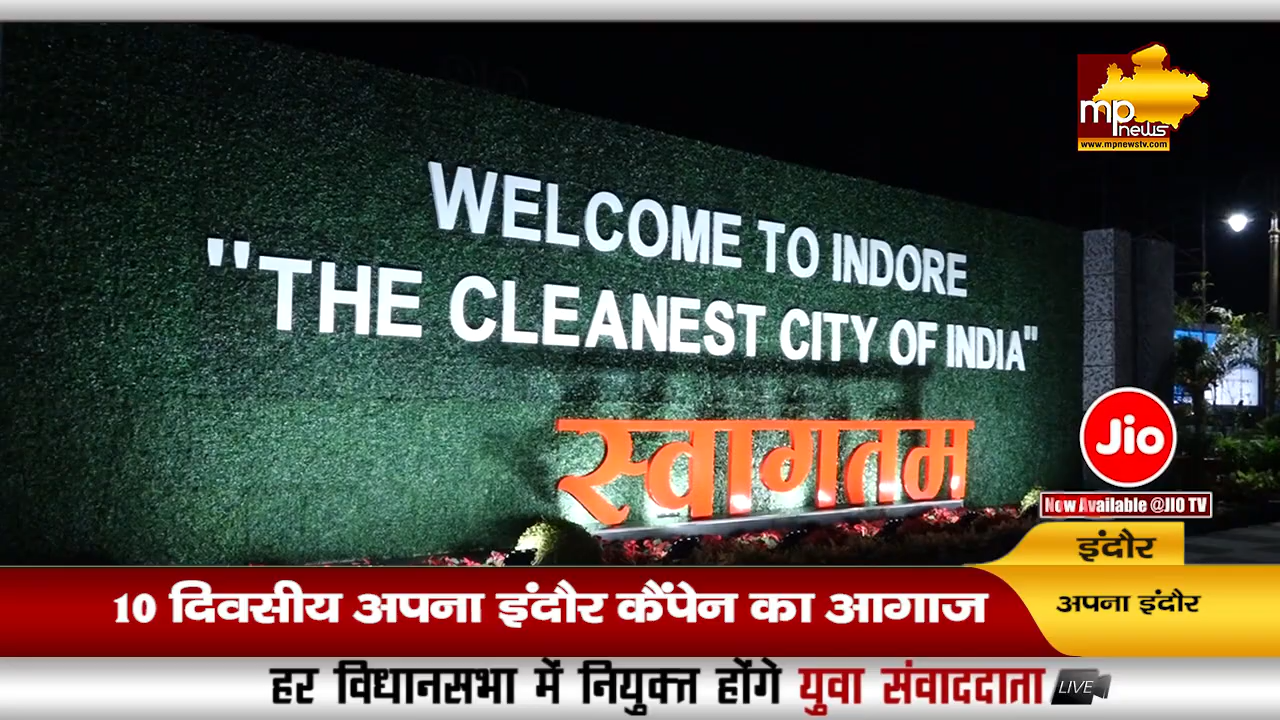 mp news
www.mpnewstv.com
WELCOME TO INDORE
"THE CLEANEST CITY OF INDIA"
स्वागतम
Jio
Now Available @JIO TV
इंदौर
10 दिवसीय अपना इंदौर कैंपेन का आगाज
अपना इंदौर
हर विधानसभा में नियुक्त होंगे युवा संवाददाता
LIVE